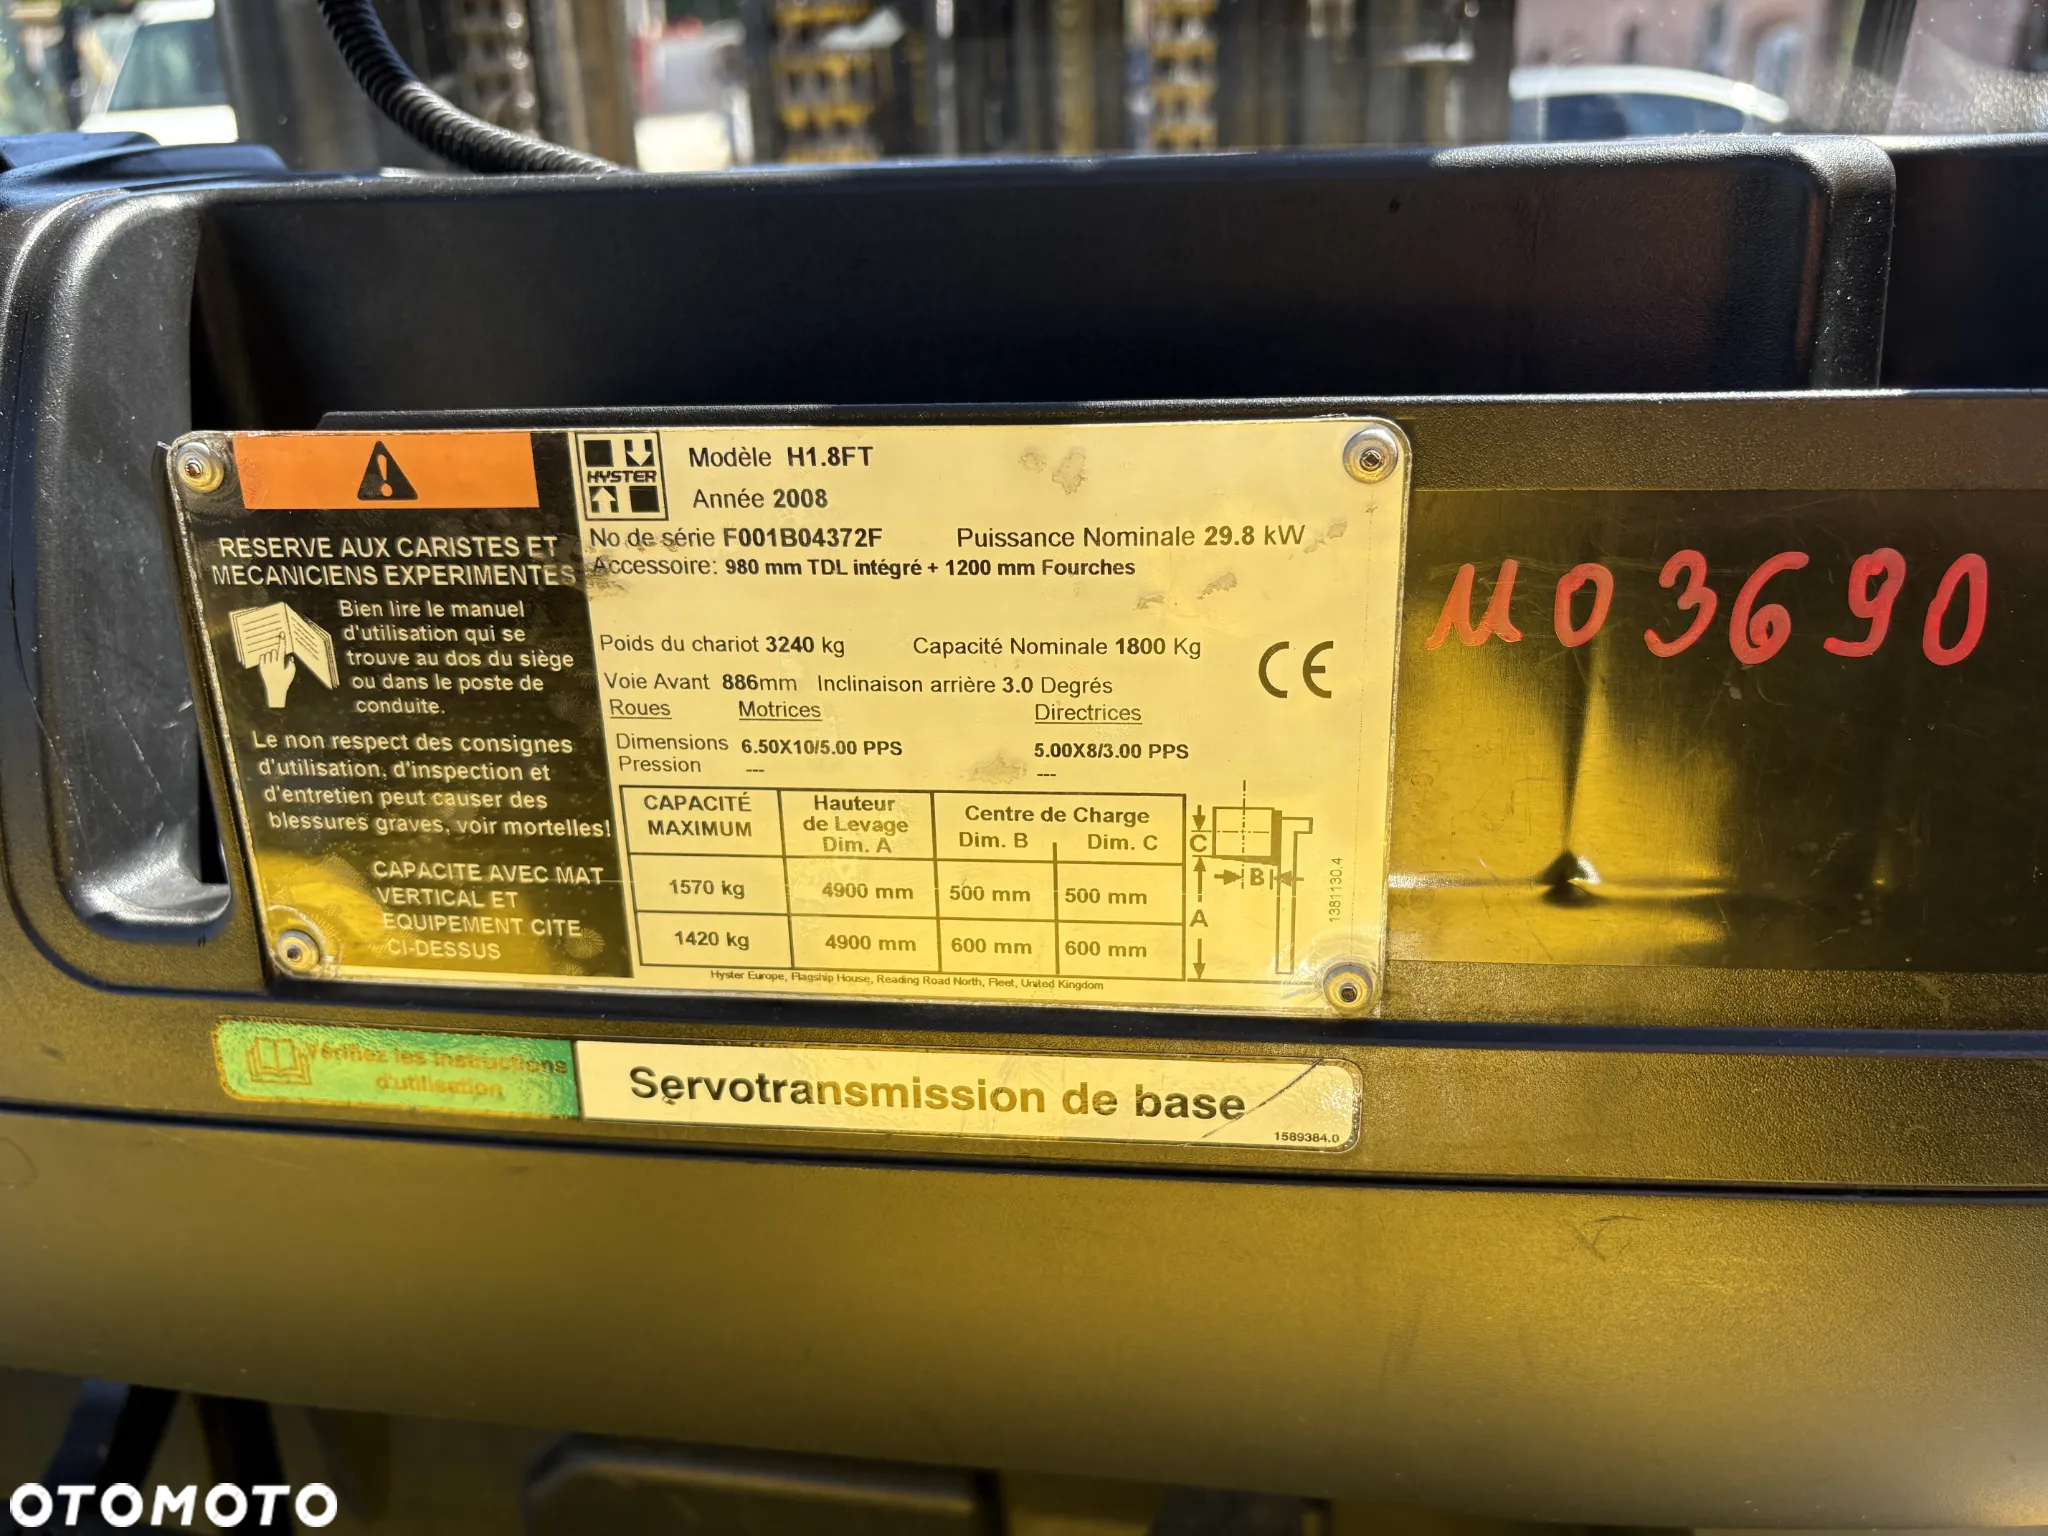 RESERVE AUX CARISTES ET
MECANICIENS EXPERIMENTES
Bien lire le manuel
d'utilisation qui se
trouve au dos du siège
ou dans le poste de
conduite.
Le non respect des consignes
d'utilisation, d'inspection et
d'entretien peut causer des
blessures graves, voir mortelles!
CAPACITE AVEC MAT
VERTICAL ET
EQUIPEMENT CITE
CI-DESSUS
HYSTER
Modèle H1.8FT
Année 2008
No de série F001B04372F Puissance Nominale 29.8 kW
Accessoire: 980 mm TDL intégré + 1200 mm Fourches
Poids du chariot 3240 kg Capacité Nominale 1800 Kg
CE
Voie Avant 886mm Inclinaison arrière 3.0 Degrés
Roues Motrices Directrices
Dimensions 6.50X10/5.00 PPS 5.00X8/3.00 PPS
Pression --- ---
CAPACITÉ MAXIMUM
Hauteur de Levage Dim. A
Centre de Charge
Dim. B Dim. C
1570 kg 4900 mm 500 mm 500 mm
1420 kg 4900 mm 600 mm 600 mm
C
B
A
1381130.4
Hyster Europe, Flagship House, Reading Road North, Fleet, United Kingdom
M03690
Vérifiez les instructions
d'utilisation
Servotransmission de base
1589384.0
OTOMOTO